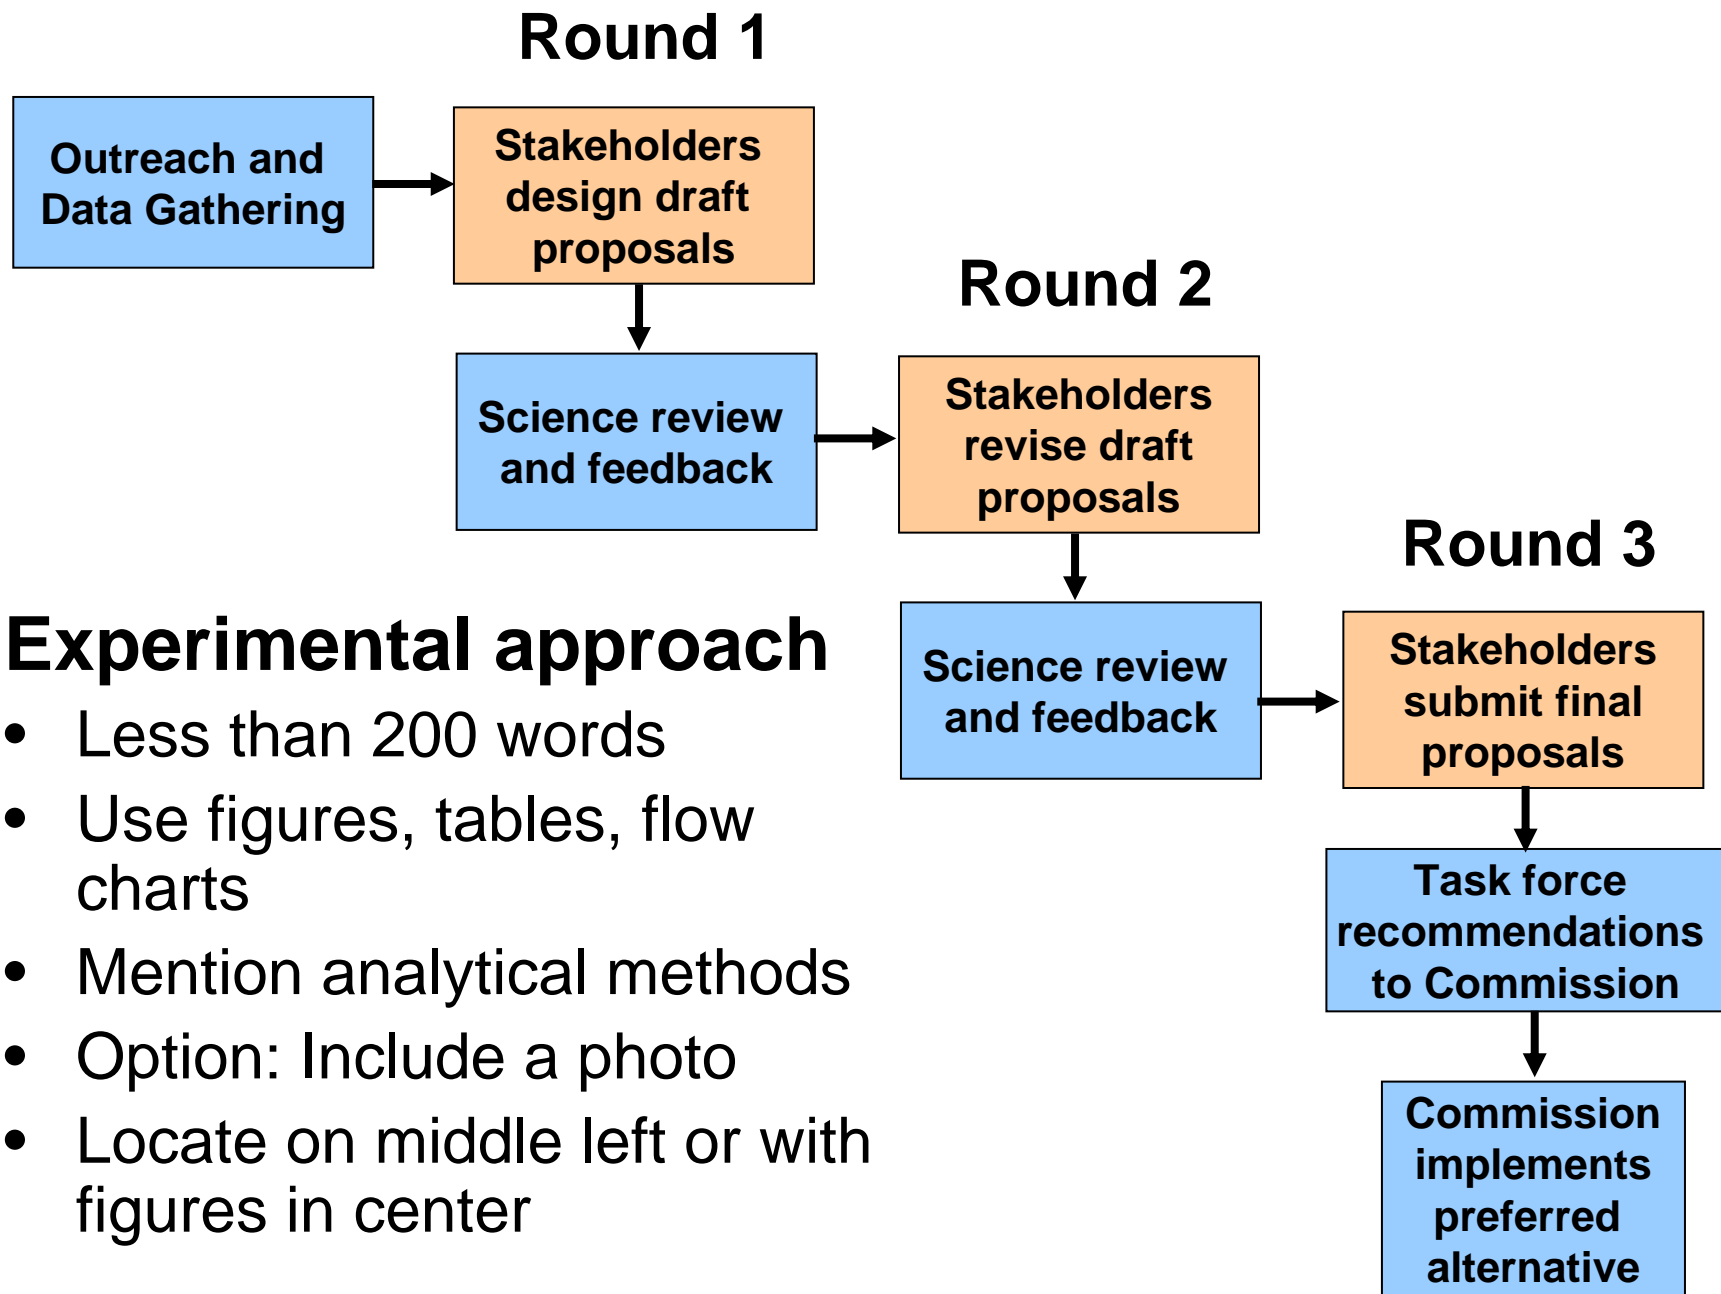 Round 1
Outreach and
Data Gathering
Stakeholders
design draft
proposals
Round 2
Science review
and feedback
Stakeholders
revise draft
proposals
Round 3
Science review
and feedback
Stakeholders
submit final
proposals
Task force
recommendations
to Commission
Commission
implements
preferred
alternative
Experimental approach
• Less than 200 words
• Use figures, tables, flow
charts
• Mention analytical methods
• Option: Include a photo
• Locate on middle left or with
figures in center